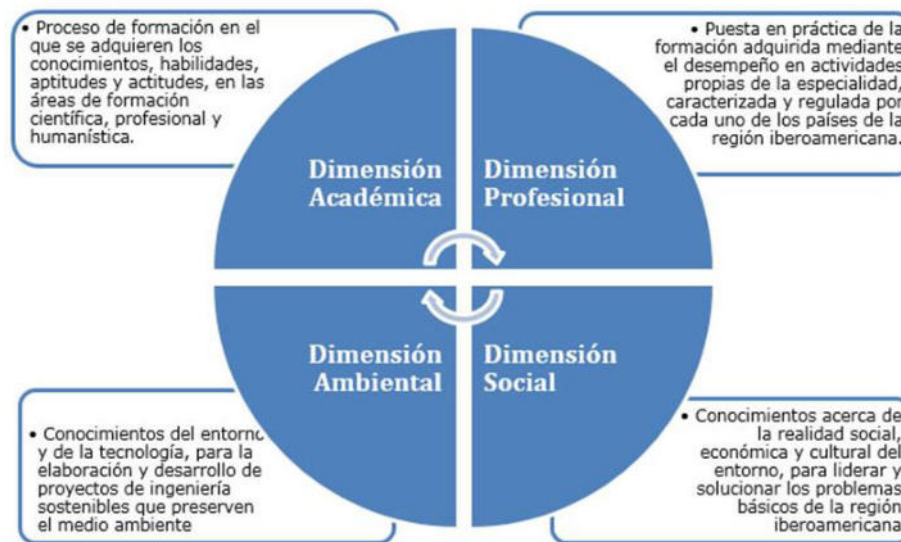 • Proceso de formación en el
que se adquieren los
conocimientos, habilidades,
aptitudes y actitudes, en las
áreas de formación
científica, profesional y
humanística.
• Puesta en práctica de la
formación adquirida mediante
el desempeño en actividades
propias de la especialidad,
caracterizada y regulada por
cada uno de los países de la
región iberoamericana.
Dimensión
Académica
Dimensión
Profesional
Dimensión
Ambiental
Dimensión
Social
• Conocimientos del entorno
y de la tecnología, para la
elaboración y desarrollo de
proyectos de ingeniería
sostenibles que preserven
el medio ambiente
• Conocimientos acerca de
la realidad social,
económica y cultural del
entorno, para liderar y
solucionar los problemas
básicos de la región
iberoamericana